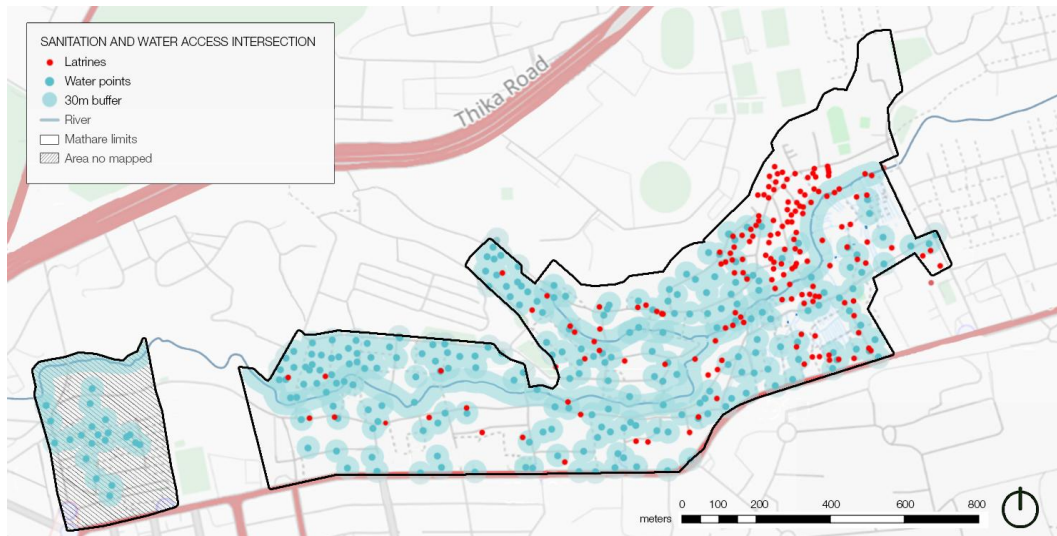 SANITATION AND WATER ACCESS INTERSECTION
Latrines
Water points
30m buffer
River
Mathare limits
Area no mapped
Thika Road
0 100 200 400 600 800
meters